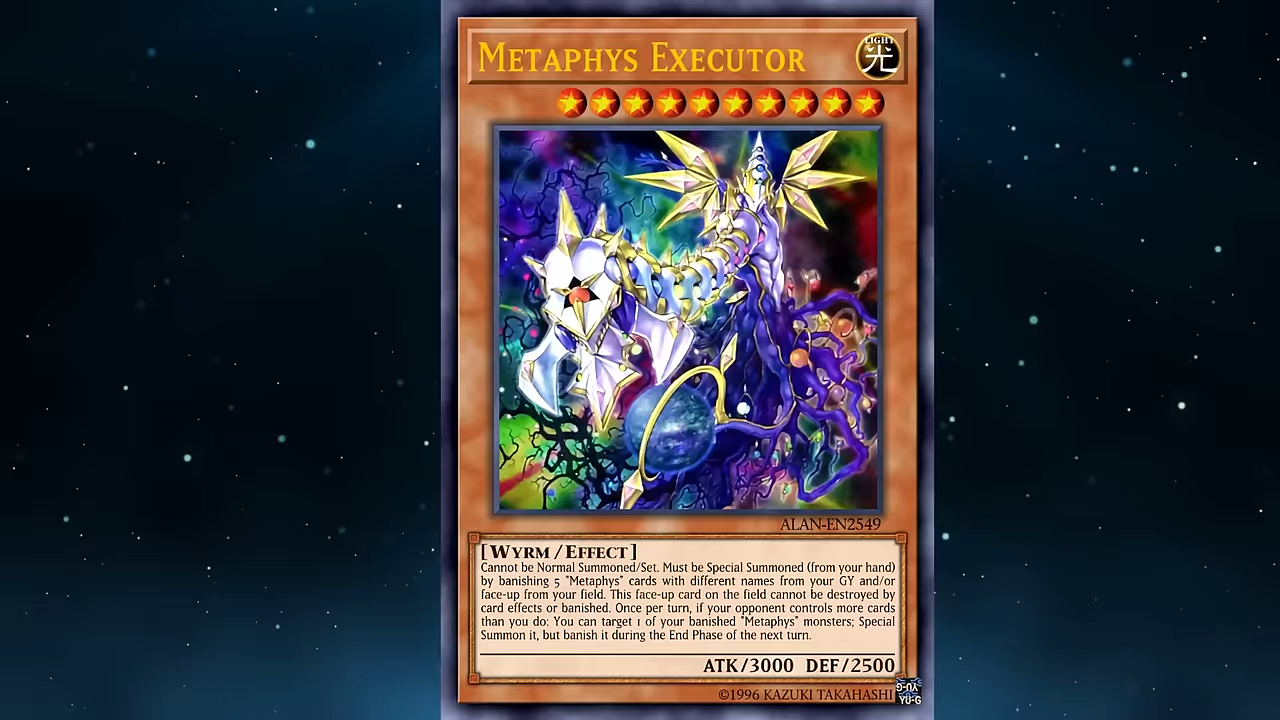 METAPHYS EXECUTOR
LIGHT
光
ALAN-EN2549
[WYRM/EFFECT]
Cannot be Normal Summoned/Set. Must be Special Summoned (from your hand)
by banishing 5 "Metaphys" cards with different names from your GY and/or
face-up from your field. This face-up card on the field cannot be destroyed by
card effects or banished. Once per turn, if your opponent controls more cards
than you do: You can target 1 of your banished "Metaphys" monsters; Special
Summon it, but banish it during the End Phase of the next turn.
ATK/3000 DEF/2500
©1996 KAZUKI TAKAHASHI